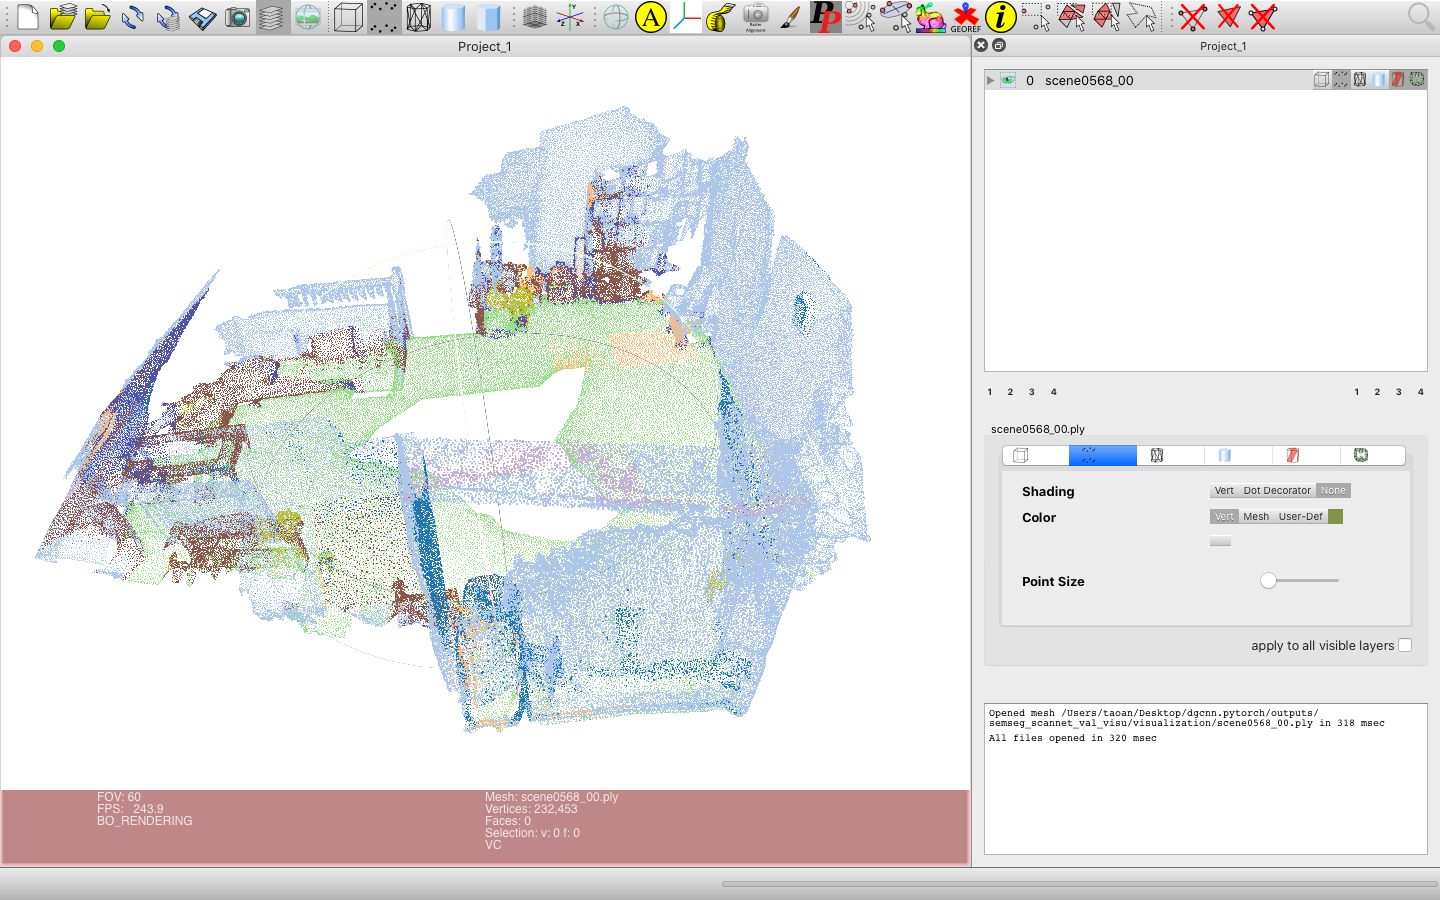 A
PP
GEOREF
i
Alignment
Project_1
Project_1
0 scene0568_00
1 2 3 4
1 2 3 4
scene0568_00.ply
Shading
Vert Dot Decorator None
Color
Vert Mesh User-Def
Point Size
apply to all visible layers
Opened mesh /Users/taoan/Desktop/dgcnn.pytorch/outputs/
semseg_scannet_val_visu/visualization/scene0568_00.ply in 318 msec
All files opened in 320 msec
FOV: 60
FPS: 243.9
BO_RENDERING
Mesh: scene0568_00.ply
Vertices: 232,453
Faces: 0
Selection: v: 0 f: 0
VC